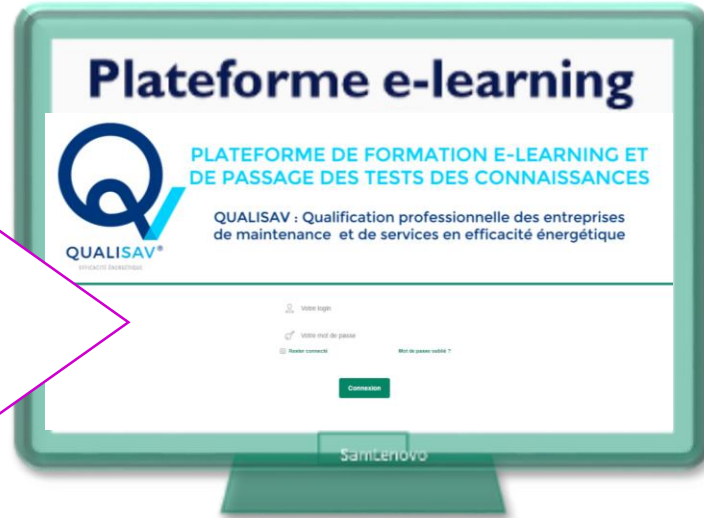 Plateforme e-learning
PLATEFORME DE FORMATION E-LEARNING ET
DE PASSAGE DES TESTS DES CONNAISSANCES
QUALISAV : Qualification professionnelle des entreprises
de maintenance et de services en efficacité énergétique
QUALISAV®
EFFICACITÉ ÉNERGÉTIQUE
Votre login
Votre mot de passe
Rester connecté
Mot de passe oublié ?
Connexion
SamLenovo